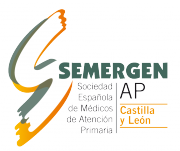 SEMERGEN
Sociedad
Española
de Médicos
de Atención
Primaria
AP
Castilla
y León